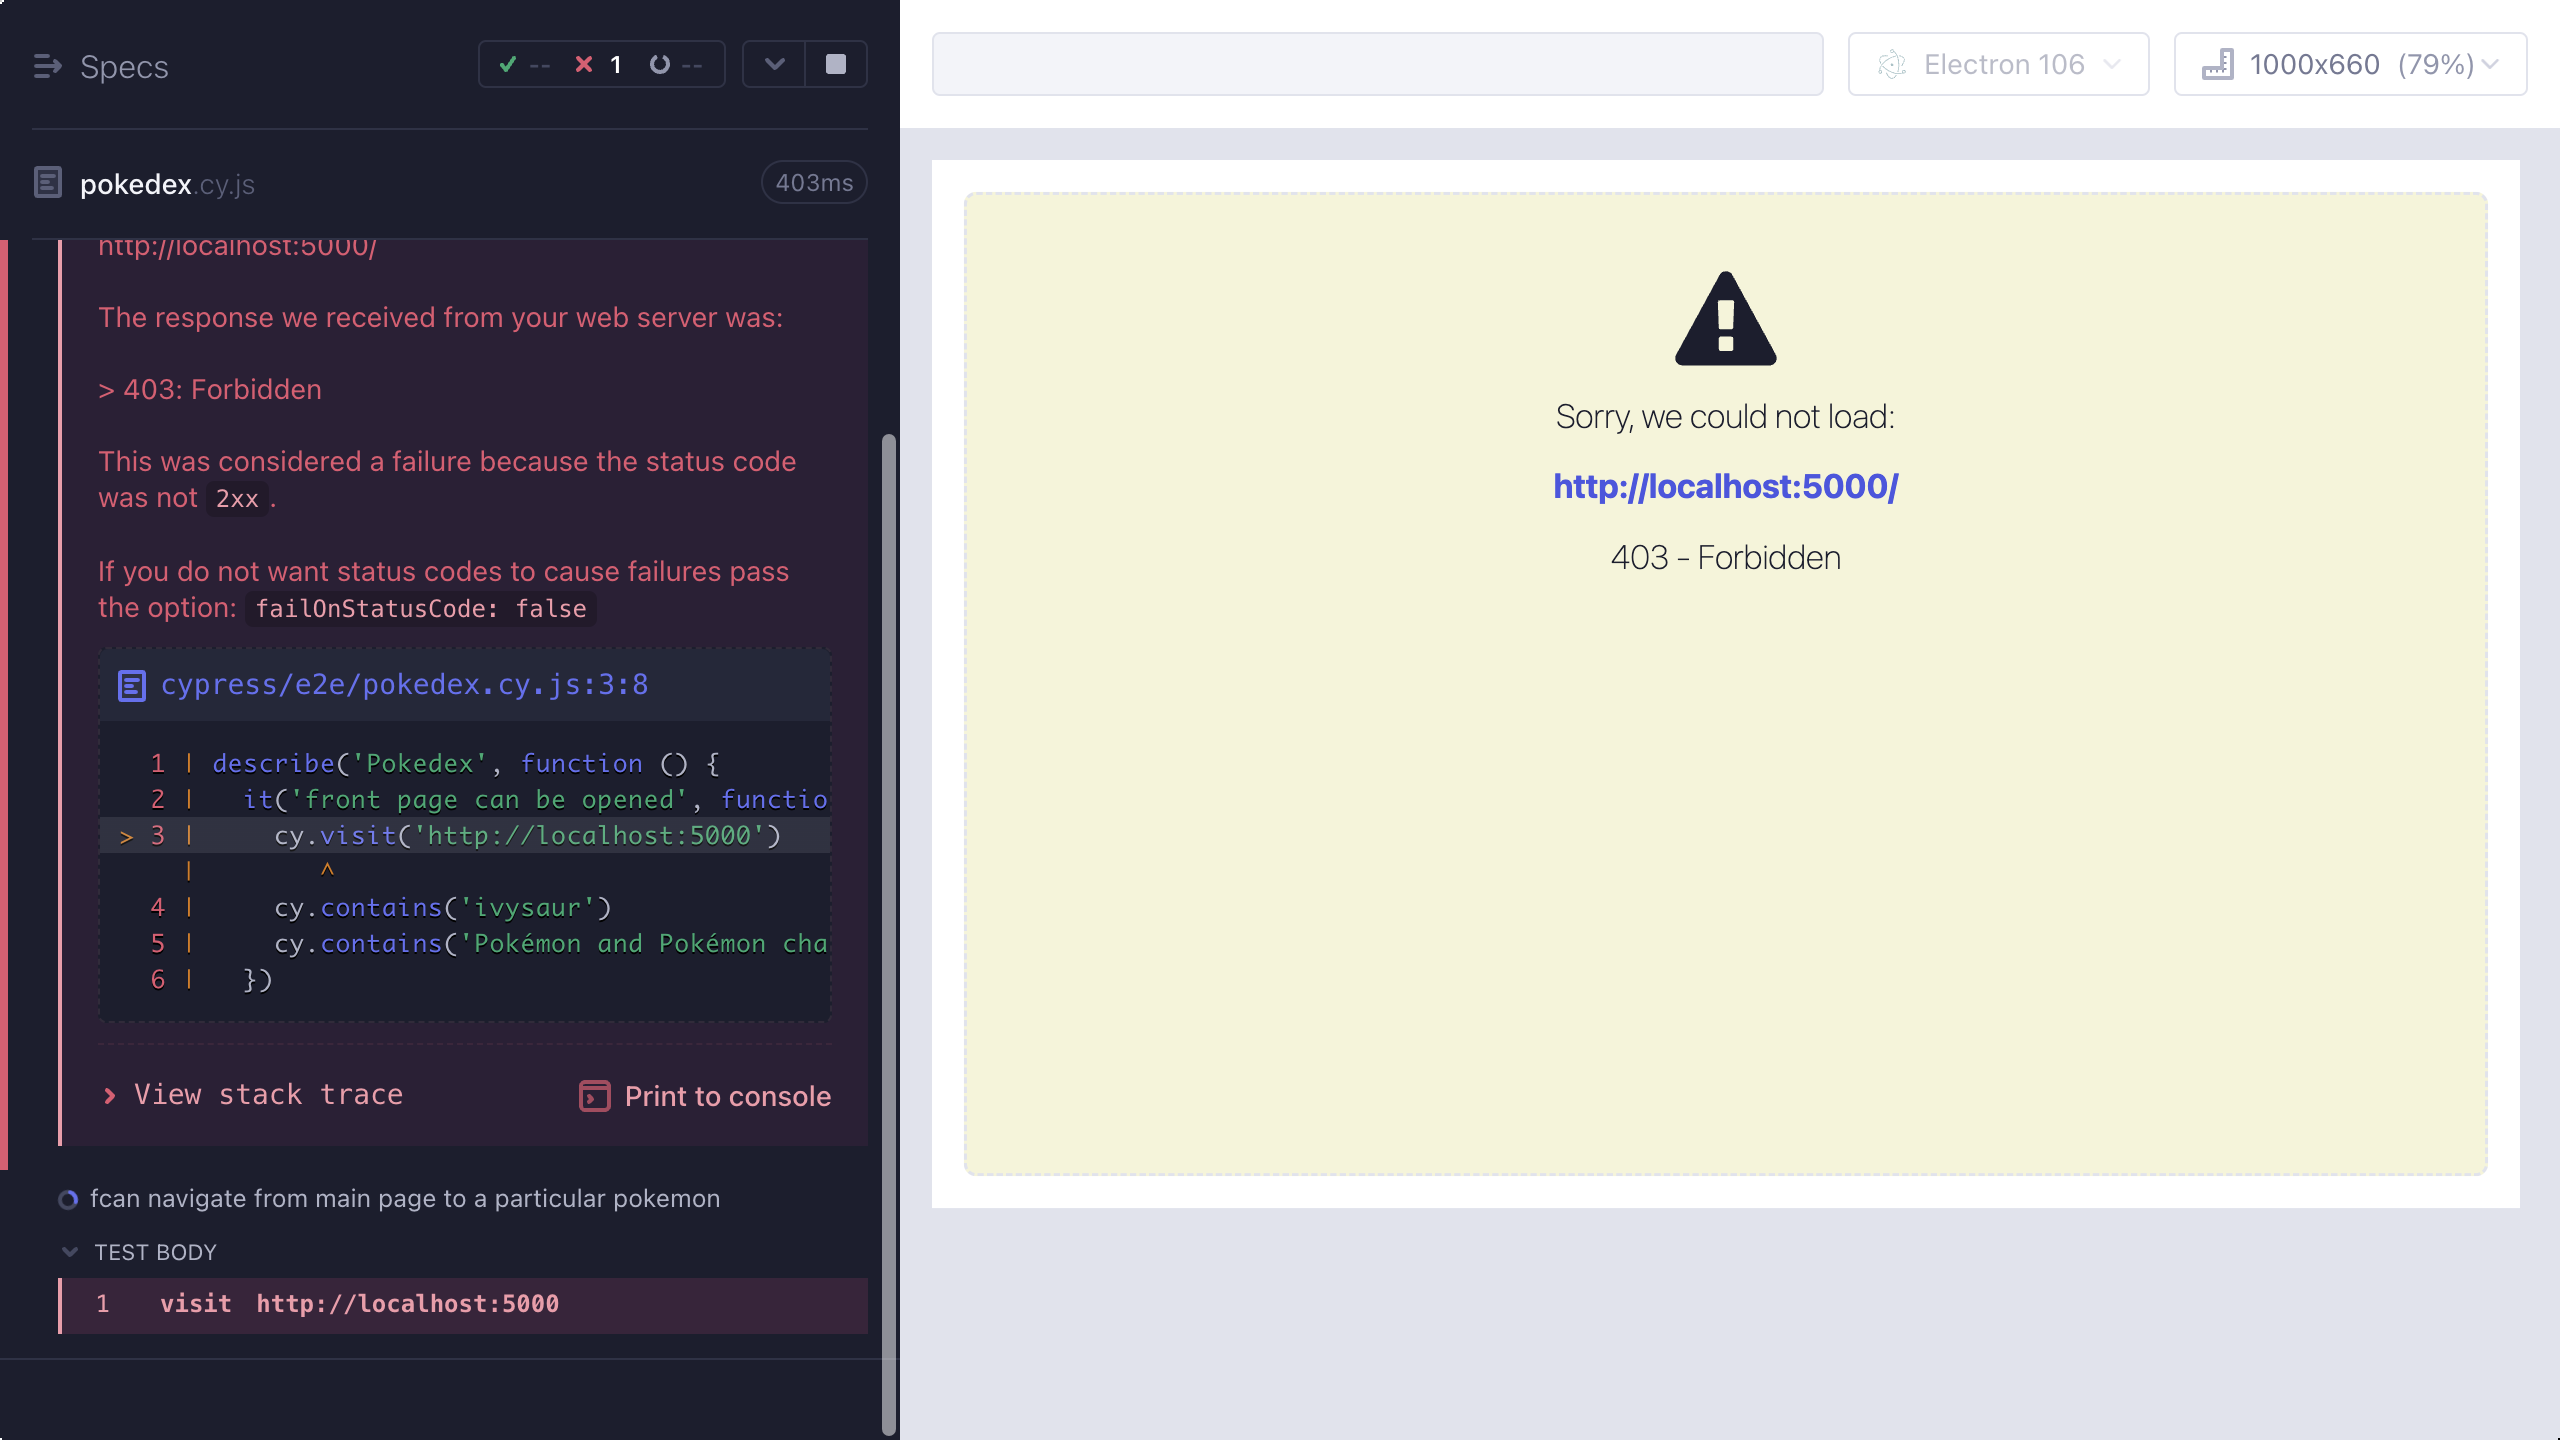 Specs
-- 1 --
pokedex.cy.js
403ms
http://localhost:5000/
The response we received from your web server was:
> 403: Forbidden
This was considered a failure because the status code
was not 2xx.
If you do not want status codes to cause failures pass
the option: failOnStatusCode: false
cypress/e2e/pokedex.cy.js:3:8
1 | describe('Pokedex', function () {
2 | it('front page can be opened', functio
> 3 | cy.visit('http://localhost:5000')
| ^
4 | cy.contains('ivysaur')
5 | cy.contains('Pokémon and Pokémon cha
6 | })
View stack trace
Print to console
fcan navigate from main page to a particular pokemon
TEST BODY
1 visit http://localhost:5000
Electron 106
1000x660 (79%)
Sorry, we could not load:
http://localhost:5000/
403 - Forbidden